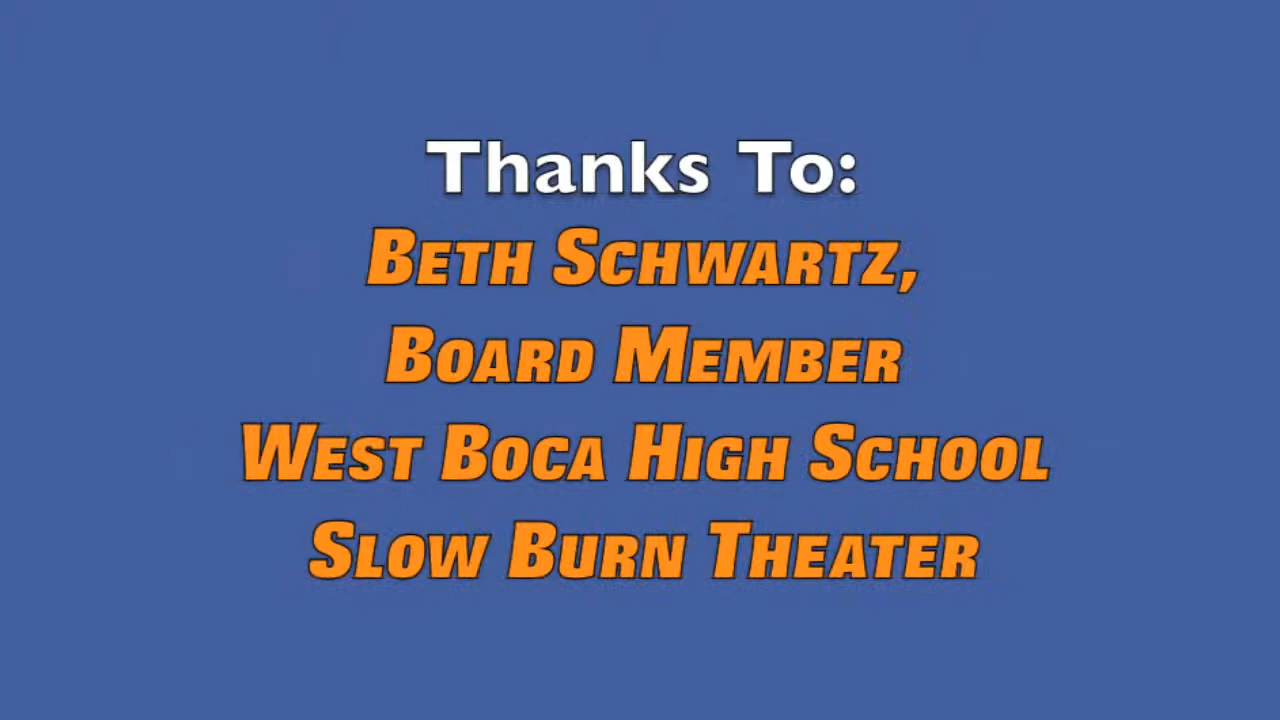 Thanks To:
Beth Schwartz,
Board Member
West Boca High School
Slow Burn Theater